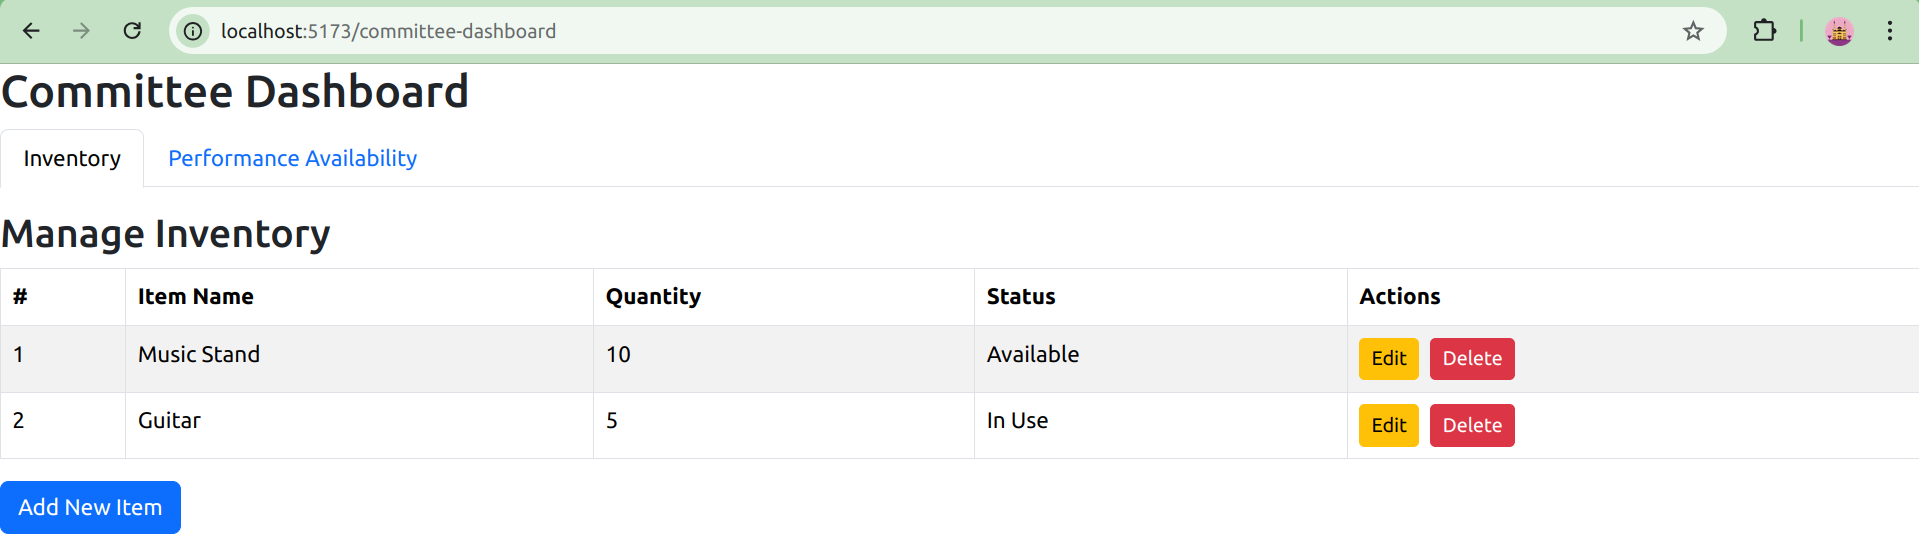 localhost:5173/committee-dashboard
Committee Dashboard
Inventory Performance Availability
Manage Inventory
# Item Name Quantity Status Actions
1 Music Stand 10 Available Edit Delete
2 Guitar 5 In Use Edit Delete
Add New Item